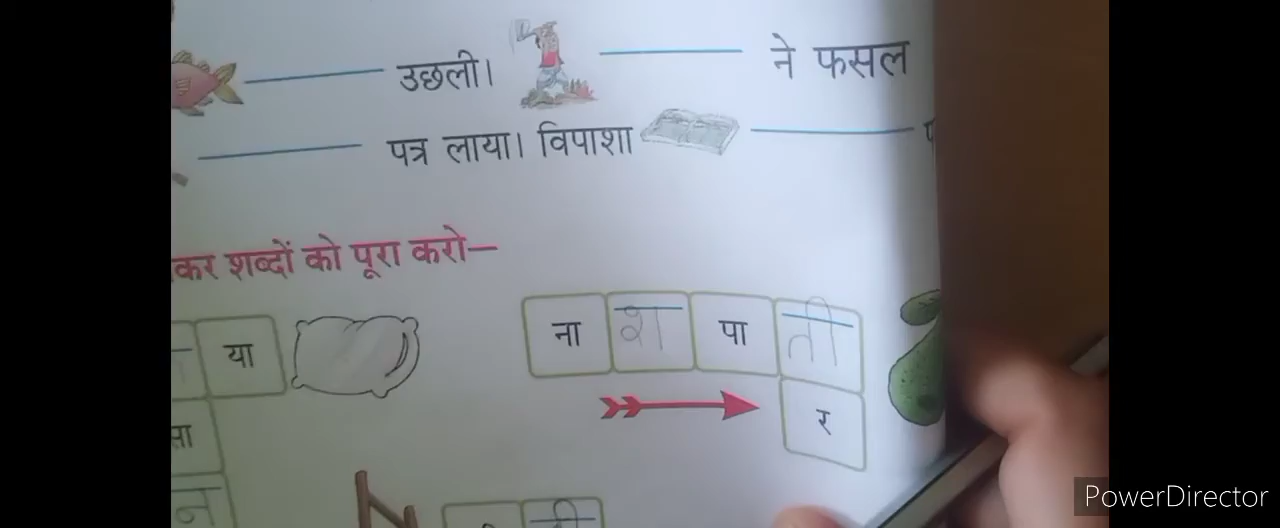 उछली। ने फसल
पत्र लाया। विपाशा
कर शब्दों को पूरा करो—
या ना श पा ती
र
सा
न
PowerDirector